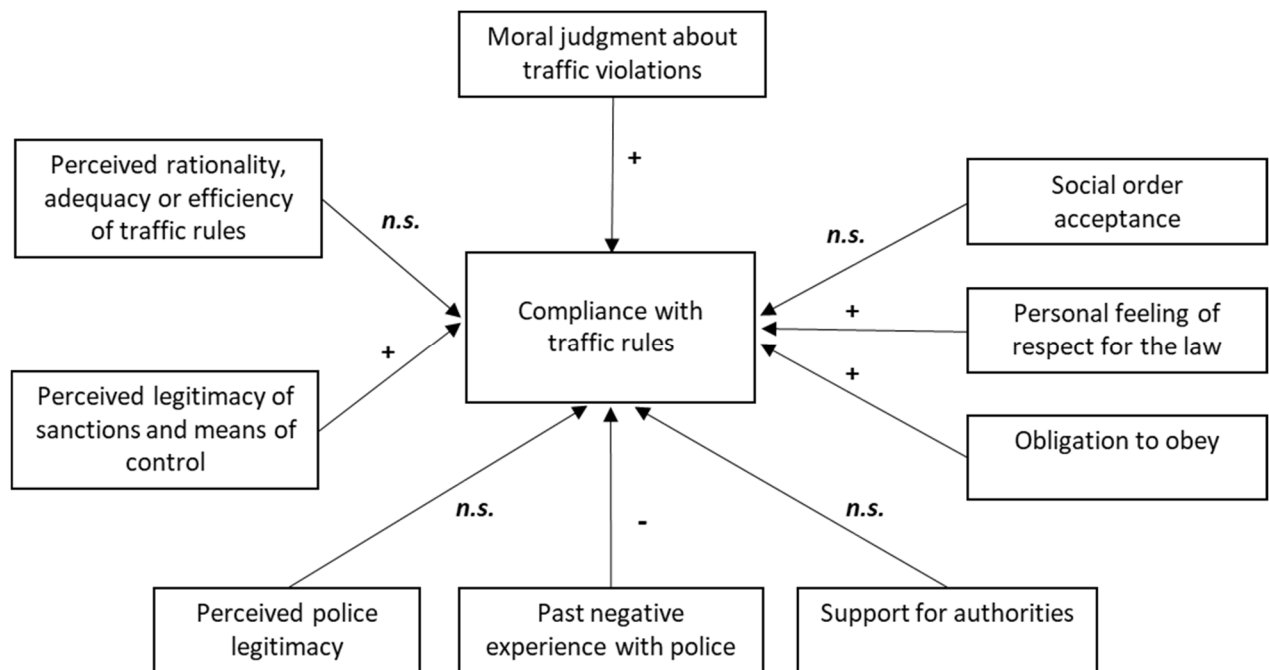 Moral judgment about
traffic violations
+
Perceived rationality,
adequacy or efficiency
of traffic rules
n.s.
Social order
acceptance
n.s.
Compliance with
traffic rules
Personal feeling of
respect for the law
+
Perceived legitimacy of
sanctions and means of
control
+
Obligation to obey
+
n.s.
-
n.s.
Perceived police
legitimacy
Past negative
experience with police
Support for authorities